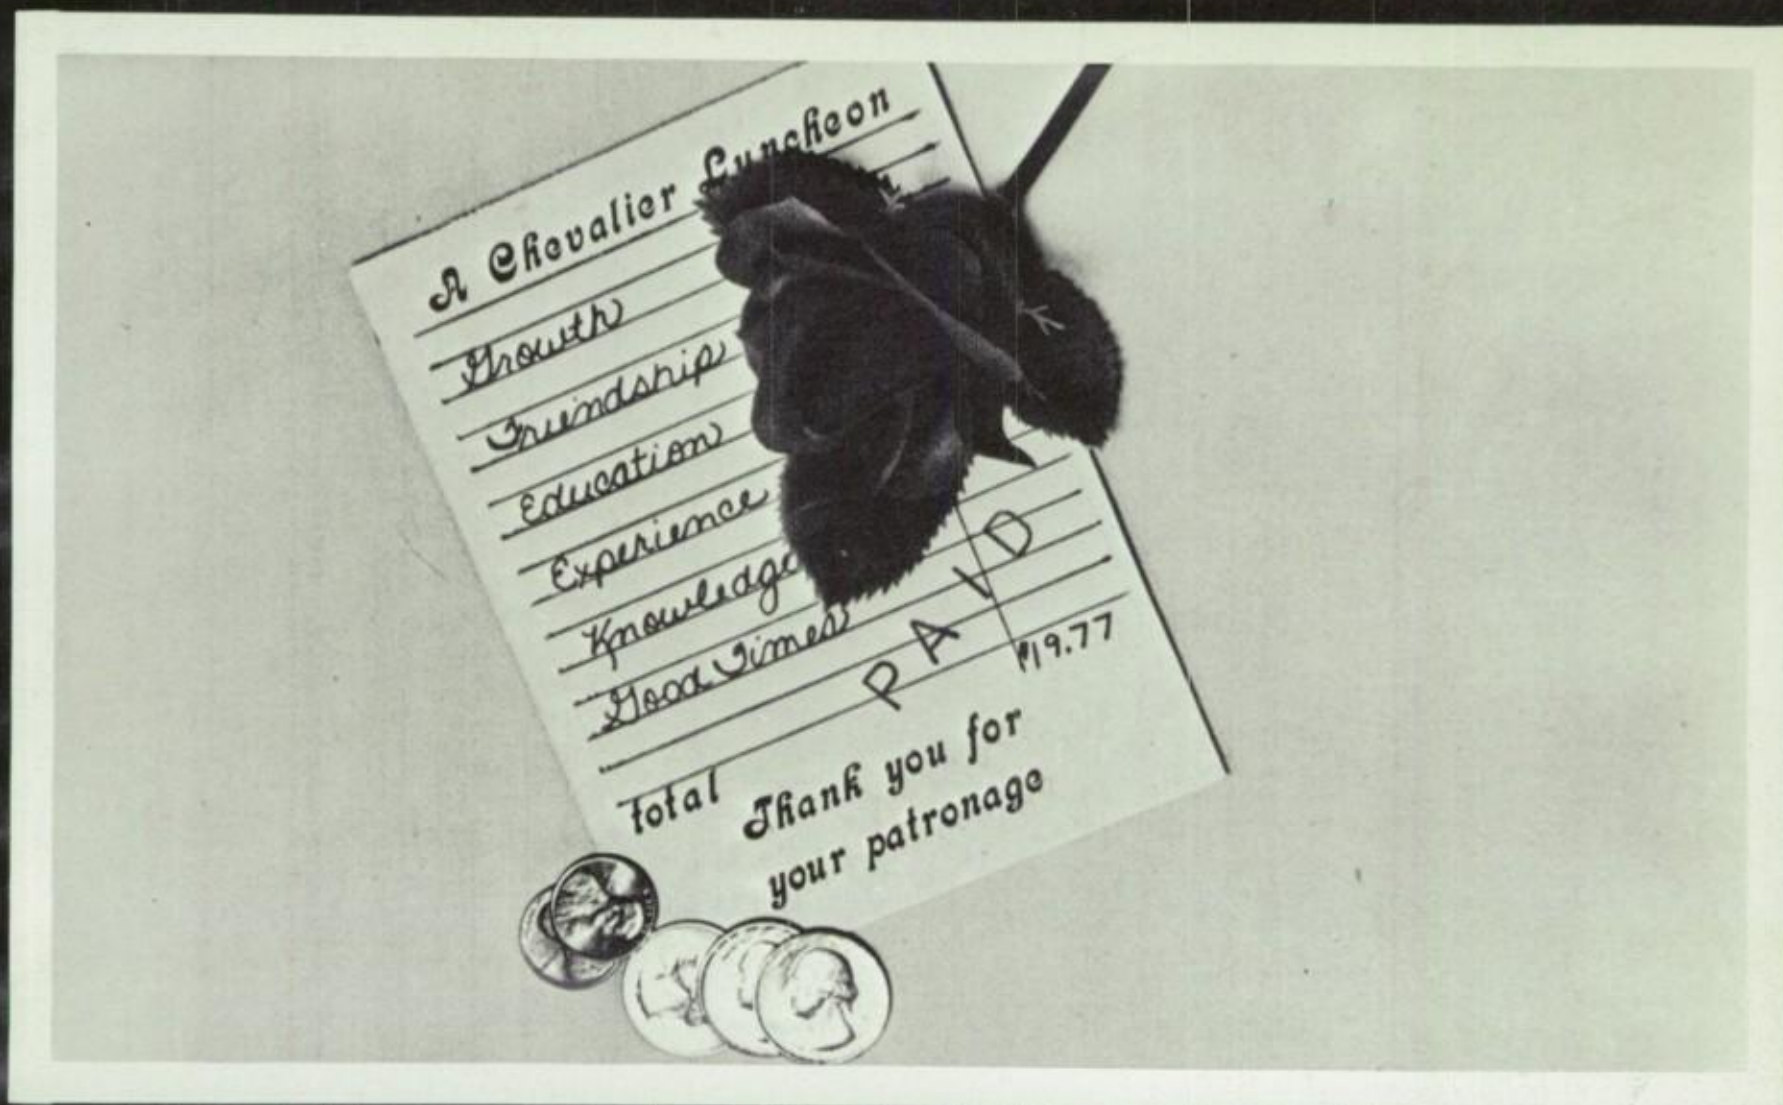 A Chevalier Luncheon
Growth
Friendship
Education
Experience
Knowledge
Good Times
PAID
total $19.77
Thank you for
your patronage